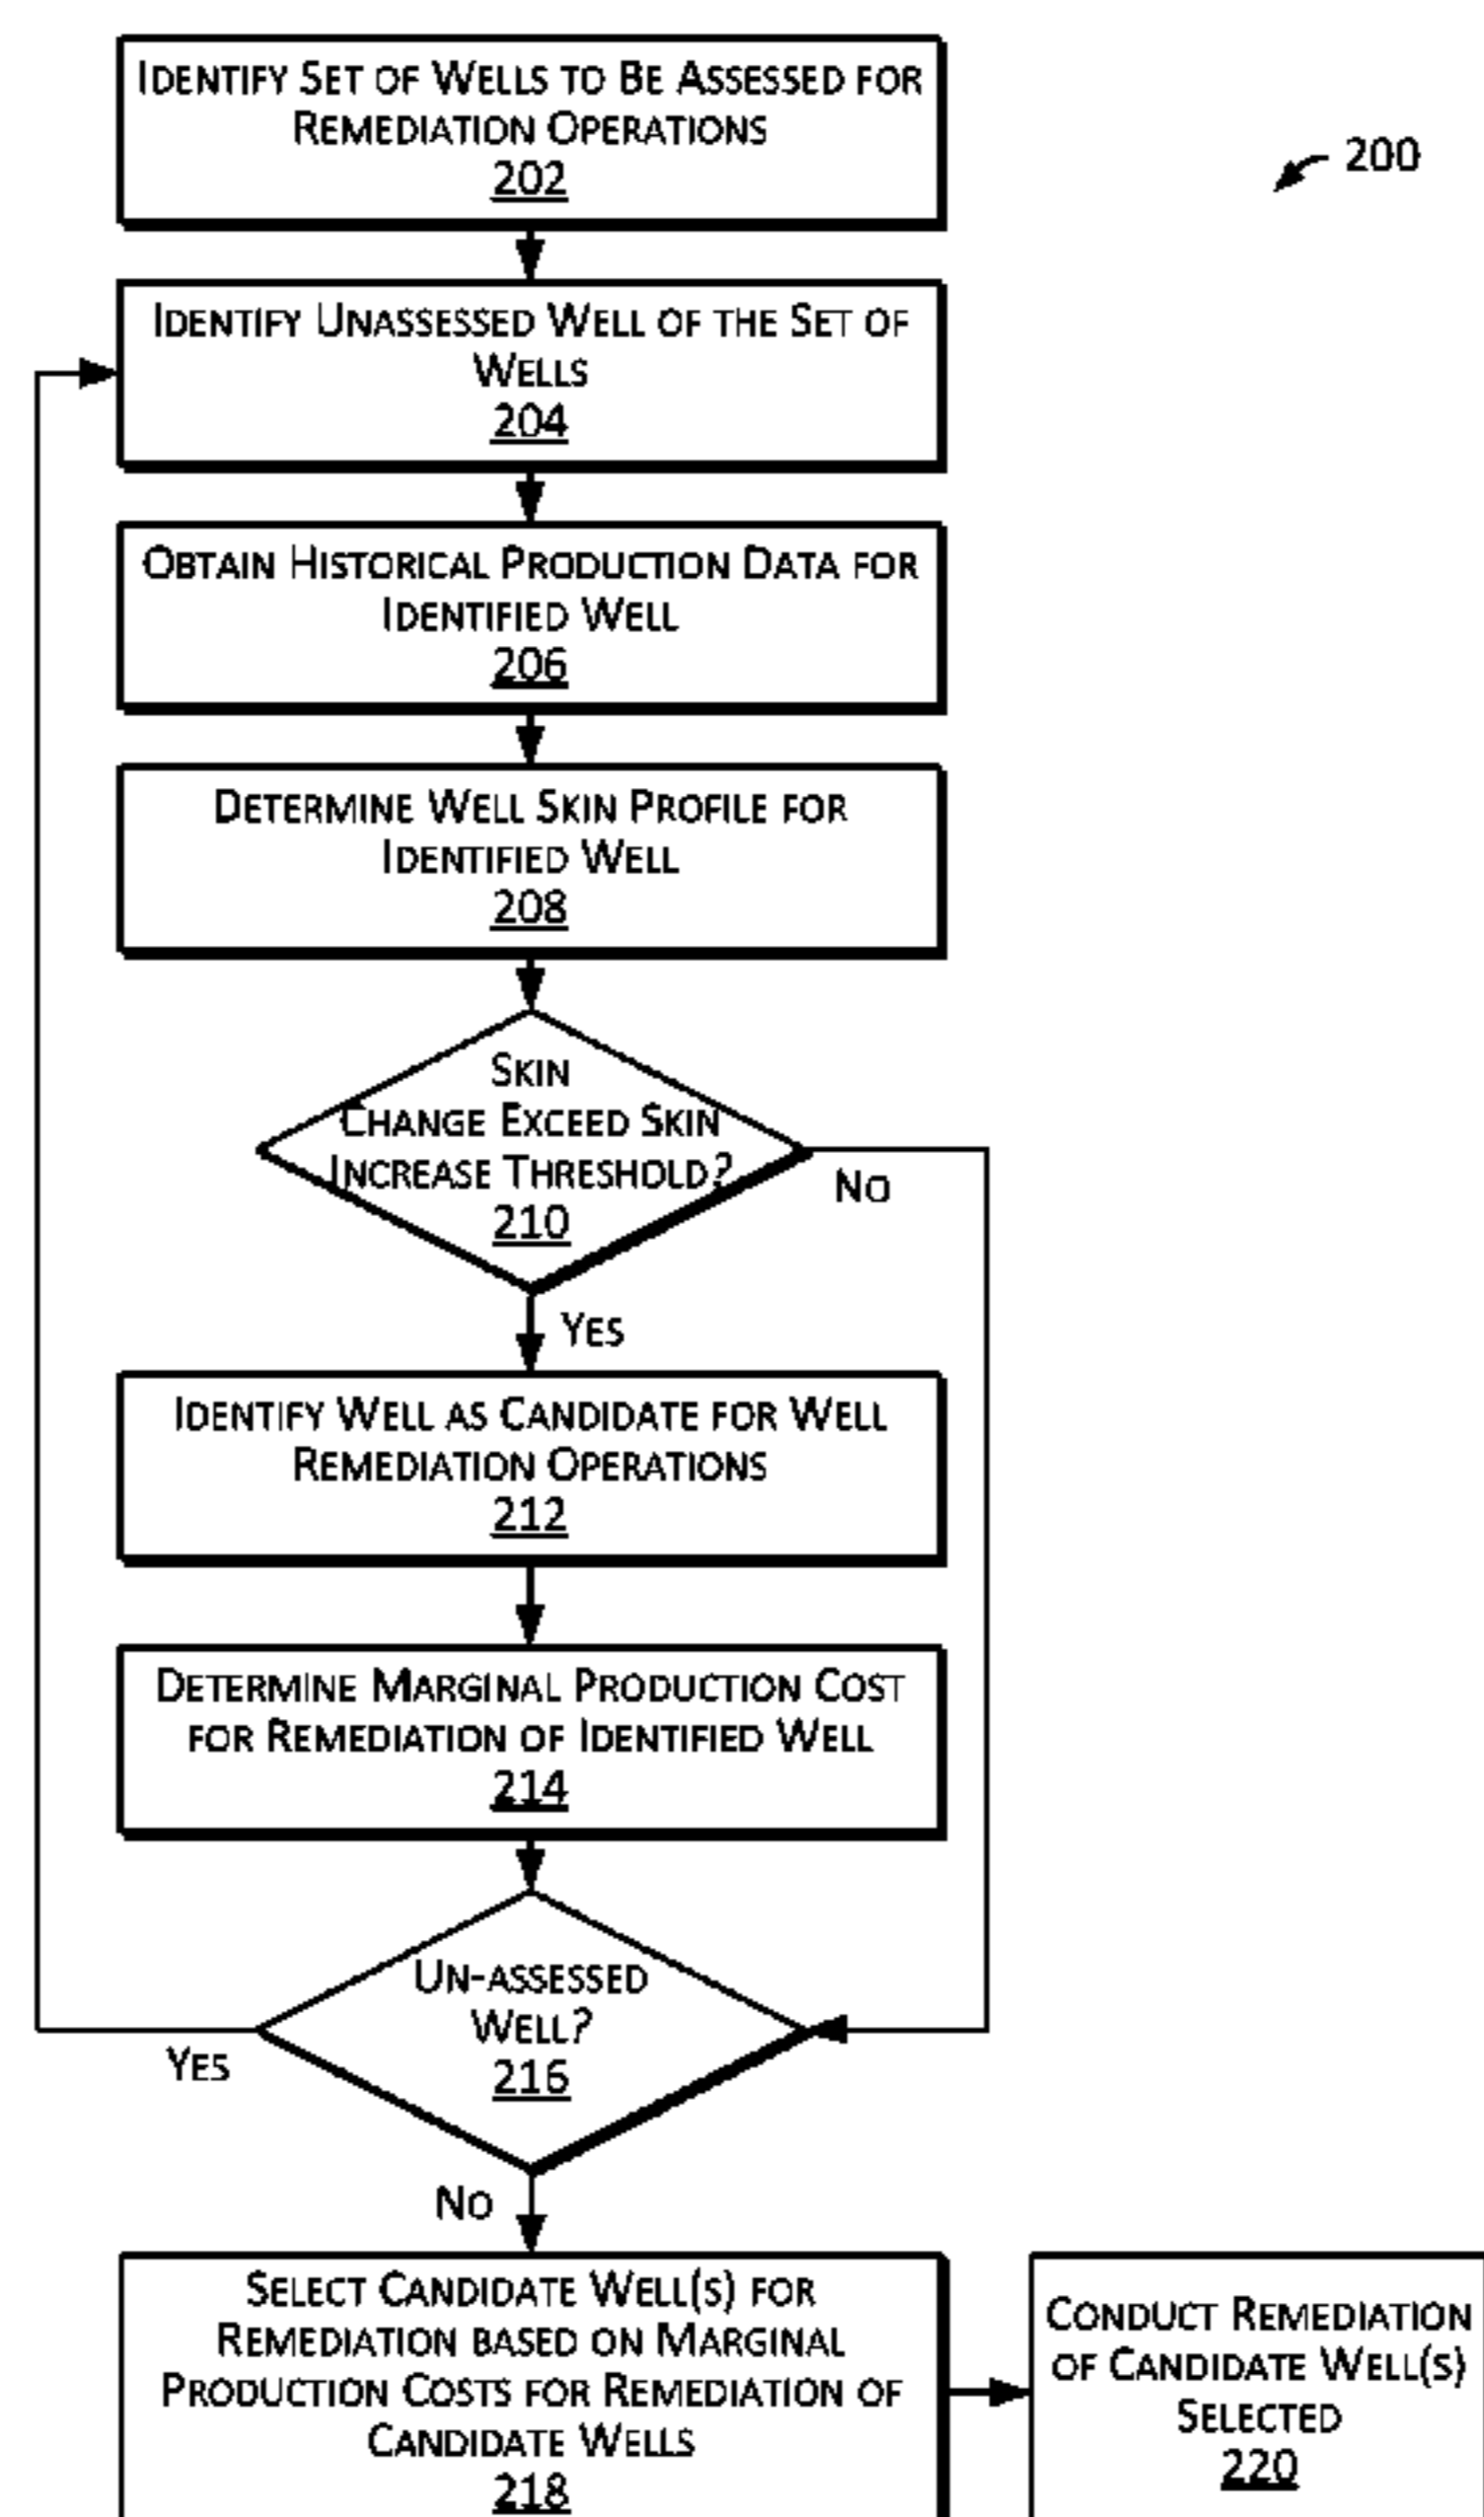 IDENTIFY SET OF WELLS TO BE ASSESSED FOR
REMEDIATION OPERATIONS
202
200
IDENTIFY UNASSESSED WELL OF THE SET OF
WELLS
204
OBTAIN HISTORICAL PRODUCTION DATA FOR
IDENTIFIED WELL
206
DETERMINE WELL SKIN PROFILE FOR
IDENTIFIED WELL
208
SKIN
CHANGE EXCEED SKIN
INCREASE THRESHOLD?
210
NO
YES
IDENTIFY WELL AS CANDIDATE FOR WELL
REMEDIATION OPERATIONS
212
DETERMINE MARGINAL PRODUCTION COST
FOR REMEDIATION OF IDENTIFIED WELL
214
UN-ASSESSED
WELL?
216
YES
NO
SELECT CANDIDATE WELL(S) FOR
REMEDIATION BASED ON MARGINAL
PRODUCTION COSTS FOR REMEDIATION OF
CANDIDATE WELLS
218
CONDUCT REMEDIATION
OF CANDIDATE WELL(S)
SELECTED
220